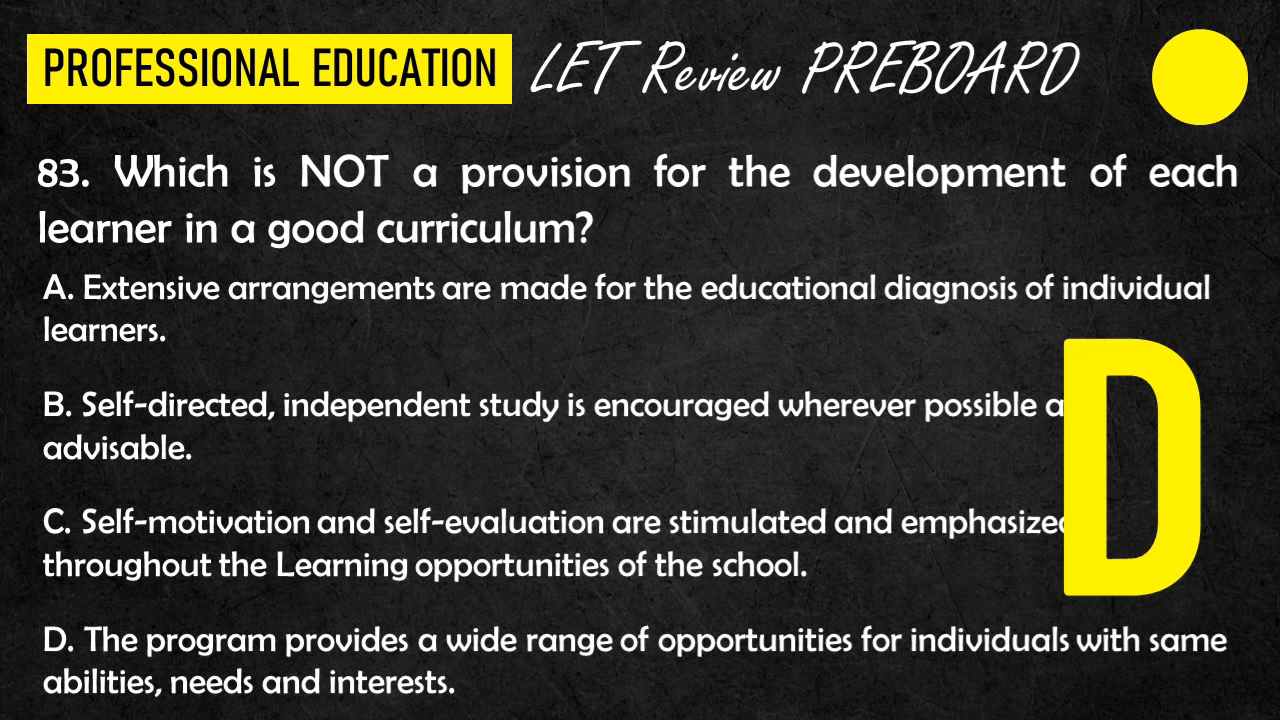 PROFESSIONAL EDUCATION LET Review PREBOARD
83. Which is NOT a provision for the development of each
learner in a good curriculum?
A. Extensive arrangements are made for the educational diagnosis of individual
learners.
B. Self-directed, independent study is encouraged wherever possible
advisable.
C. Self-motivation and self-evaluation are stimulated and emphasized
throughout the Learning opportunities of the school.
D
D. The program provides a wide range of opportunities for individuals with same
abilities, needs and interests.